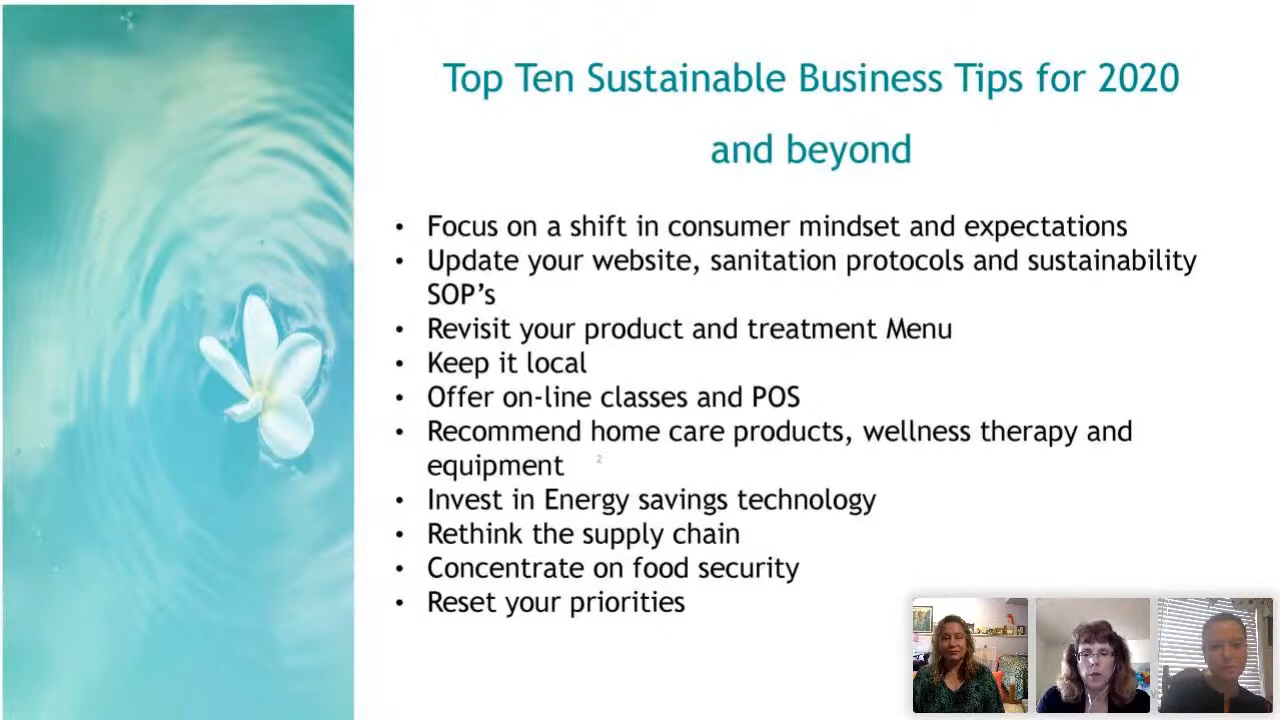 Top Ten Sustainable Business Tips for 2020
and beyond
• Focus on a shift in consumer mindset and expectations
• Update your website, sanitation protocols and sustainability
SOP’s
• Revisit your product and treatment Menu
• Keep it local
• Offer on-line classes and POS
• Recommend home care products, wellness therapy and
equipment
2
• Invest in Energy savings technology
• Rethink the supply chain
• Concentrate on food security
• Reset your priorities